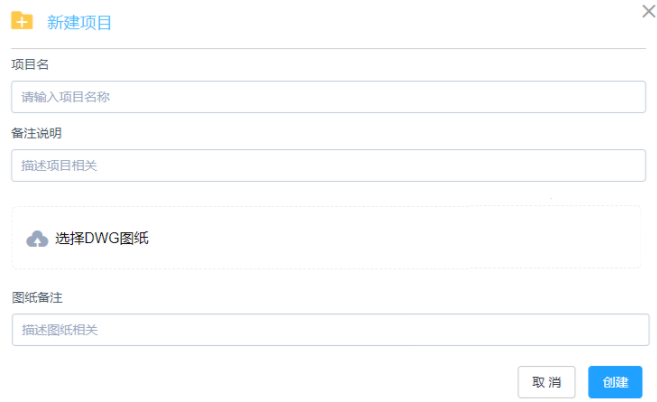 新建项目
项目名
请输入项目名称
备注说明
描述项目相关
选择DWG图纸
图纸备注
描述图纸相关
取消 创建